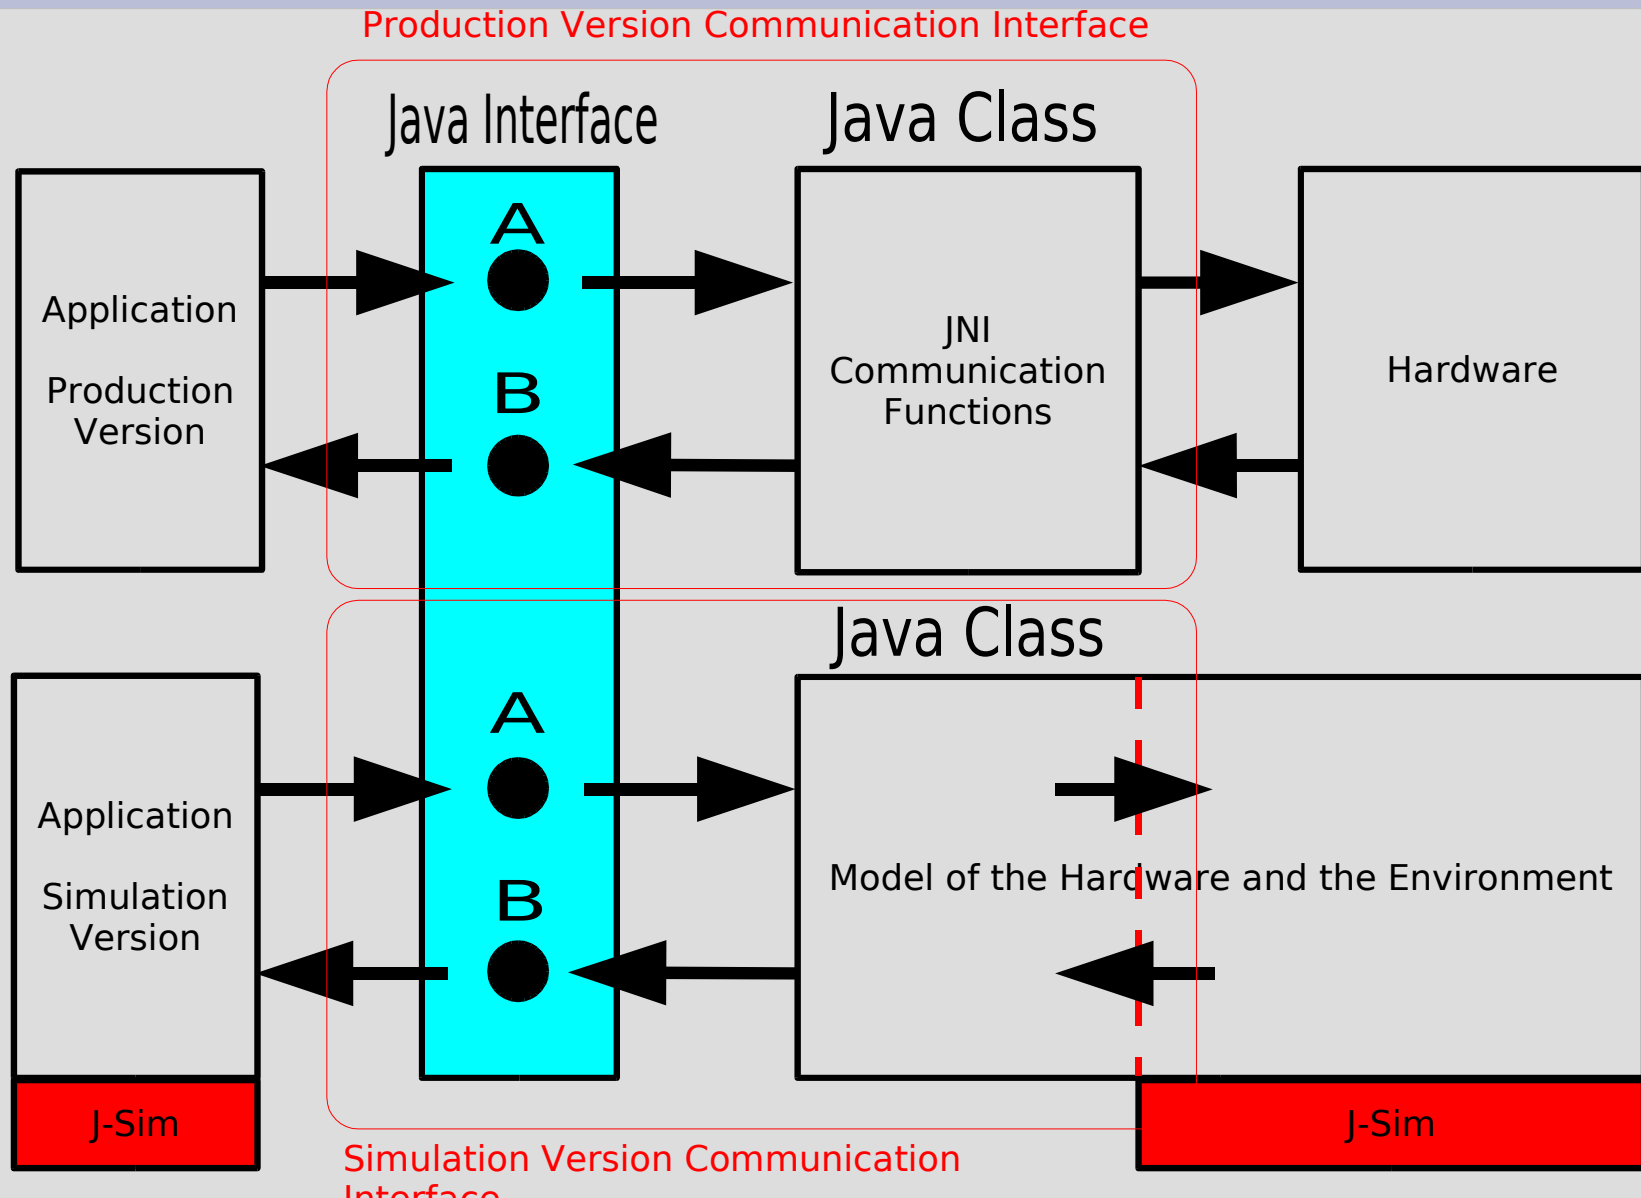 Production Version Communication Interface
Java Interface
Java Class
A
B
Application
Production
Version
JNI
Communication
Functions
Hardware
Java Class
A
B
Application
Simulation
Version
Model of the Hardware and the Environment
J-Sim
J-Sim
Simulation Version Communication
Interface